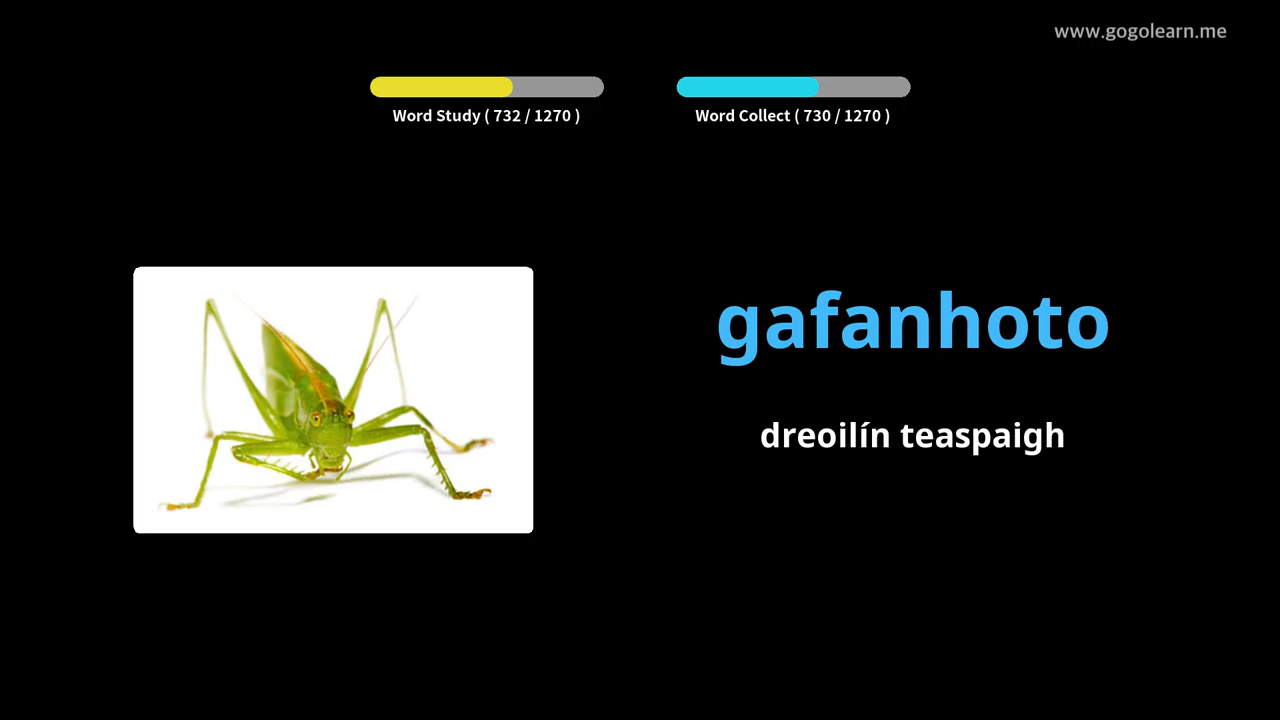 www.gogolearn.me
Word Study ( 732 / 1270 )
Word Collect ( 730 / 1270 )
gafanhoto
dreoilín teaspaigh